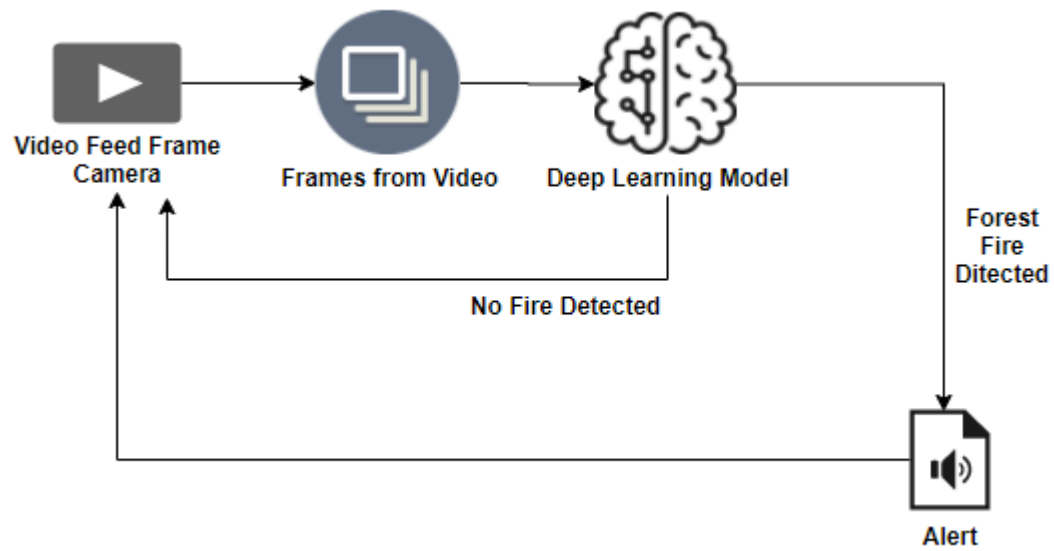 Video Feed Frame
Camera
Frames from Video
Deep Learning Model
Forest
Fire
Ditected
No Fire Detected
Alert